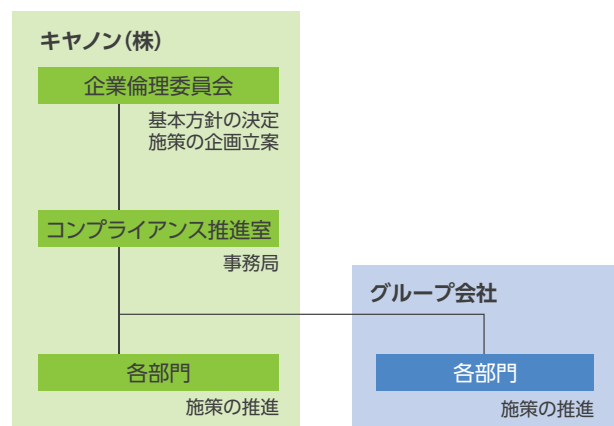 キヤノン（株）
企業倫理委員会
基本方針の決定
施策の企画立案
コンプライアンス推進室
事務局
各部門
施策の推進
グループ会社
各部門
施策の推進